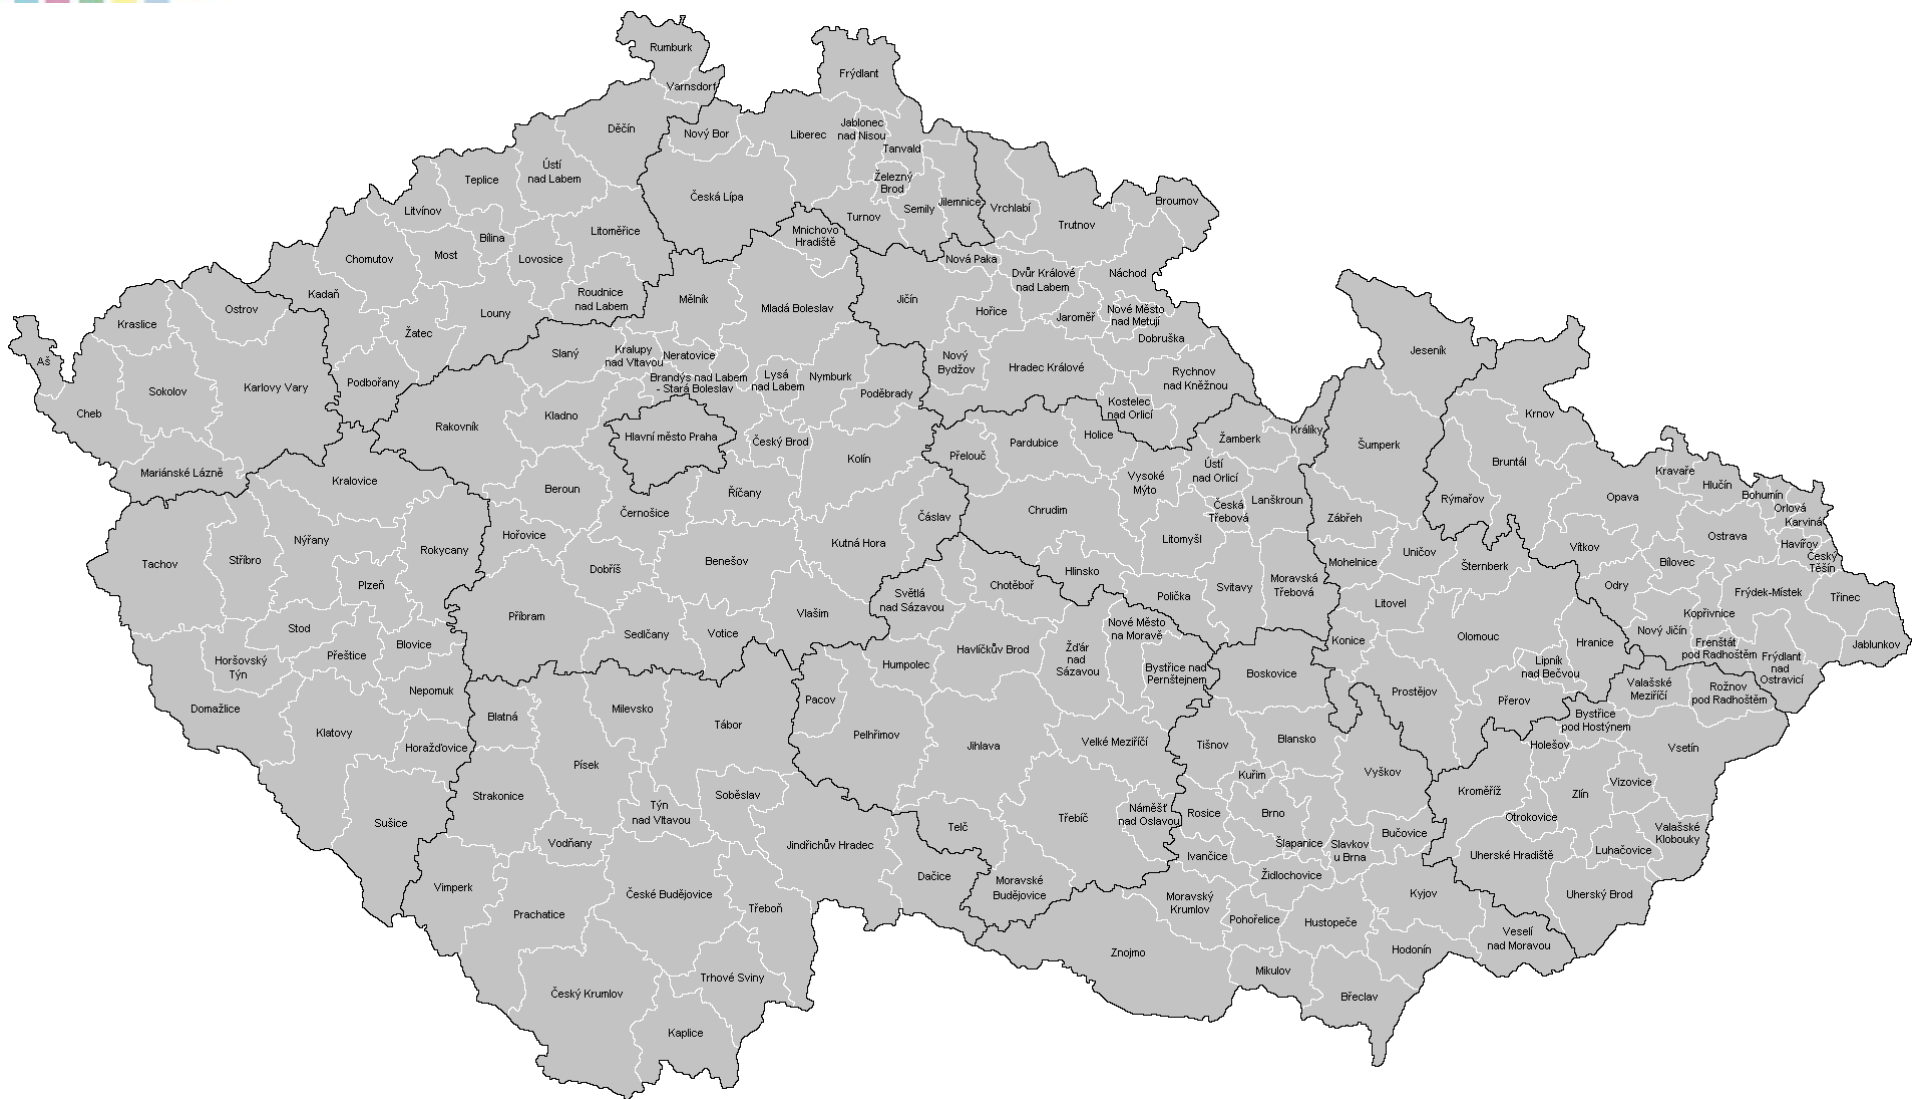 Rumburk
Varnsdorf
Frýdlant
Děčín
Nový Bor
Liberec
Jablonec
nad Nisou
Tanvald
Ústí
nad Labem
Teplice
Česká Lípa
Železný
Brod
Semily
Jilemnice
Turnov
Vrchlabí
Trutnov
Broumov
Litvínov
Bílina
Litoměřice
Mnichovo
Hradiště
Most
Lovosice
Chomutov
Nová Paka
Dvůr Králové
nad Labem
Náchod
Kadaň
Roudnice
nad Labem
Mělník
Mladá Boleslav
Jičín
Hořice
Jaroměř
Nové Město
nad Metují
Ostrov
Kraslice
Louny
Žatec
Dobruška
Aš
Sokolov
Karlovy Vary
Podbořany
Slaný
Kralupy
nad Vltavou
Neratovice
Brandýs nad Labem
- Stará Boleslav
Lysá
nad Labem
Nymburk
Poděbrady
Nový
Bydžov
Hradec Králové
Rychnov
nad Kněžnou
Kostelec
nad Orlicí
Jeseník
Cheb
Rakovník
Kladno
Hlavní město Praha
Český Brod
Kolín
Přelouč
Pardubice
Holice
Žamberk
Králíky
Šumperk
Krnov
Bruntál
Mariánské Lázně
Kralovice
Beroun
Říčany
Černošice
Čáslav
Chrudim
Vysoké
Mýto
Ústí
nad Orlicí
Česká
Třebová
Lanškroun
Zábřeh
Rýmařov
Opava
Kravaře
Hlučín
Bohumín
Orlová
Karviná
Havířov
Český
Těšín
Ostrava
Tachov
Stříbro
Nýřany
Rokycany
Plzeň
Hořovice
Dobříš
Benešov
Kutná Hora
Litomyšl
Hlinsko
Polička
Svitavy
Moravská
Třebová
Mohelnice
Uničov
Šternberk
Vítkov
Bílovec
Odry
Frýdek-Místek
Třinec
Jablunkov
Příbram
Sedlčany
Votice
Vlašim
Světlá
nad Sázavou
Chotěboř
Nové Město
na Moravě
Litovel
Konice
Olomouc
Hranice
Kopřivnice
Nový Jičín
Frenštát
pod Radhoštěm
Frýdlant
nad
Ostravicí
Stod
Přeštice
Blovice
Horšovský
Týn
Nepomuk
Domažlice
Klatovy
Horažďovice
Blatná
Milevsko
Tábor
Pacov
Humpolec
Havlíčkův Brod
Žďár
nad
Sázavou
Bystřice nad
Pernštejnem
Boskovice
Prostějov
Přerov
Lipník
nad Bečvou
Valašské
Meziříčí
Rožnov
pod Radhoštěm
Bystřice
pod Hostýnem
Pelhřimov
Jihlava
Velké Meziříčí
Tišnov
Blansko
Vyškov
Holešov
Vsetín
Písek
Strakonice
Týn
nad Vltavou
Soběslav
Sušice
Kuřim
Kroměříž
Zlín
Vizovice
Vodňany
Jindřichův Hradec
Telč
Třebíč
Náměšť
nad Oslavou
Rosice
Brno
Šlapanice
Slavkov
u Brna
Bučovice
Otrokovice
Valašské
Klobouky
Luhačovice
Uherské Hradiště
Ivančice
Židlochovice
Vimperk
Prachatice
České Budějovice
Třeboň
Dačice
Moravské
Budějovice
Moravský
Krumlov
Pohořelice
Hustopeče
Kyjov
Uherský Brod
Veselí
nad Moravou
Hodonín
Znojmo
Mikulov
Břeclav
Český Krumlov
Trhové Sviny
Kaplice